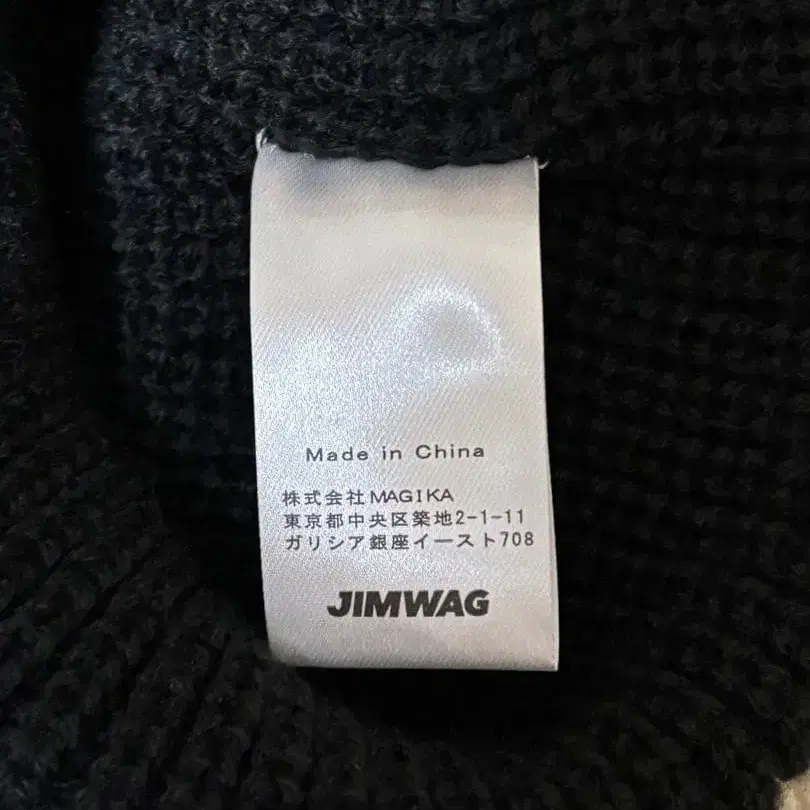 Made in China
株式会社MAGIKA
東京都中央区築地2-1-11
ガリシア銀座イースト708
JIMWAG